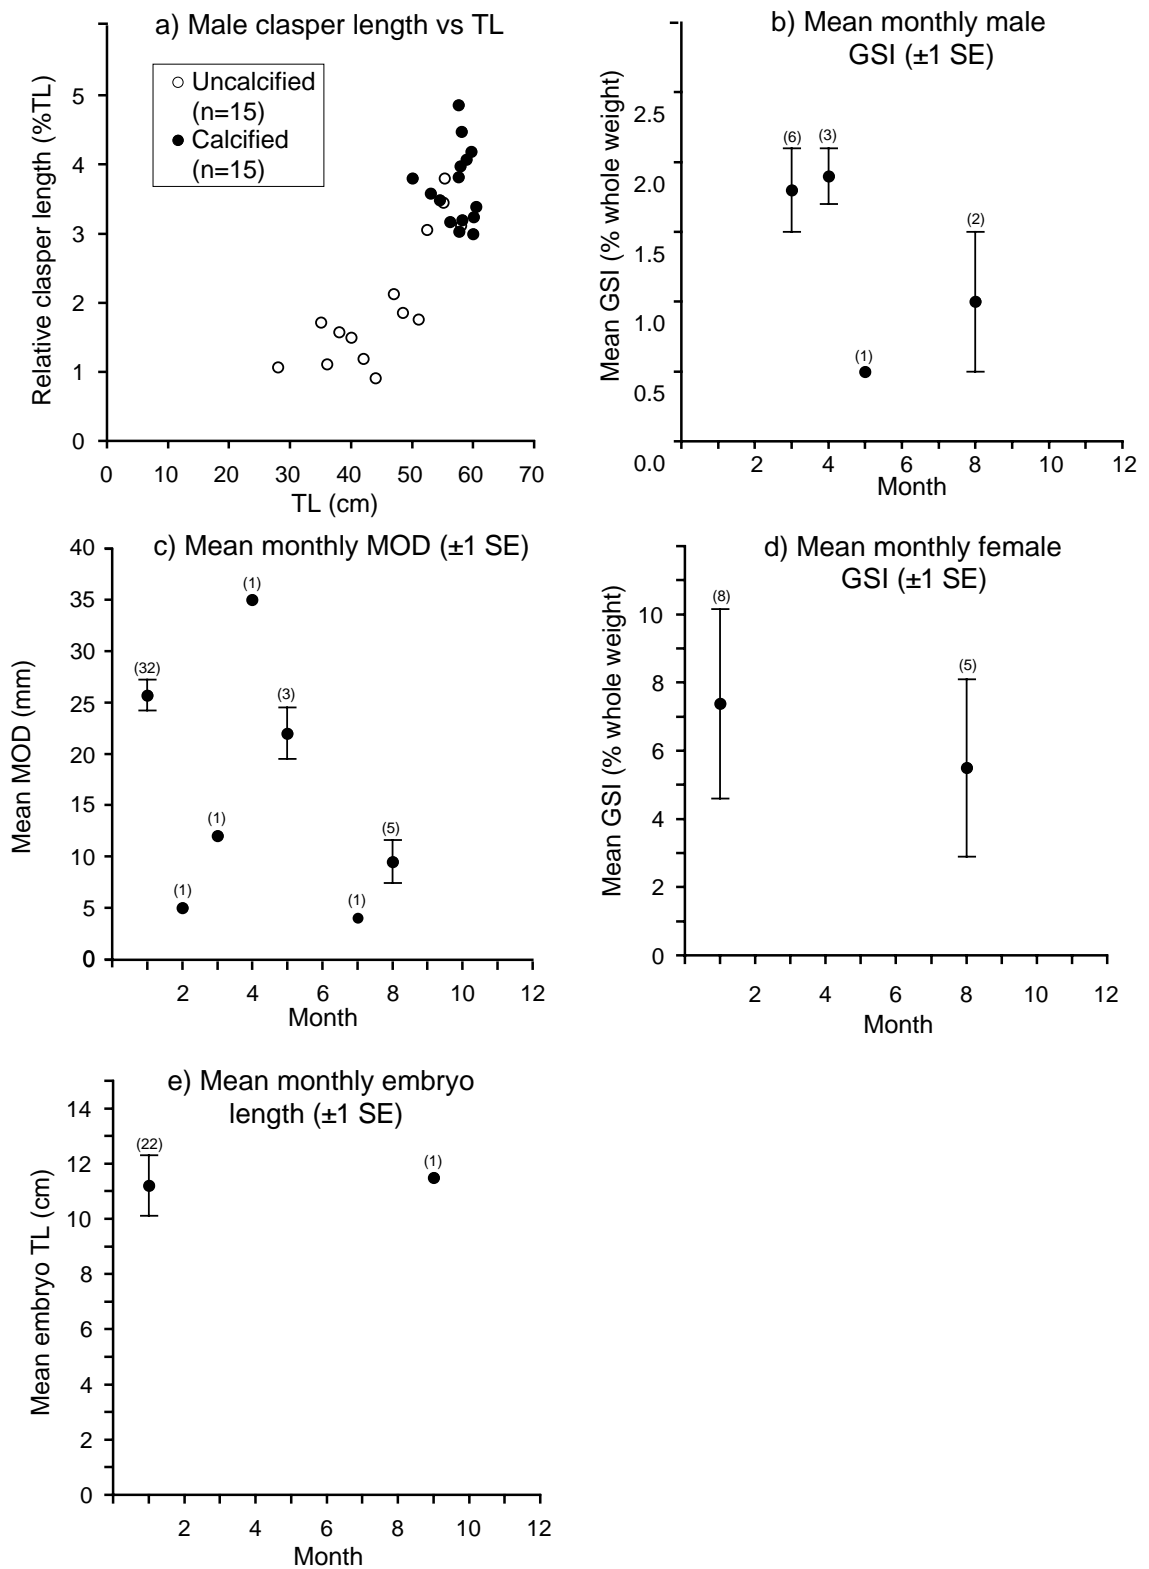 a) Male clasper length vs TL
Uncalcified
(n=15)
Calcified
(n=15)
Relative clasper length (%TL)
5
4
3
2
1
0
0 10 20 30 40 50 60 70
TL (cm)
b) Mean monthly male
GSI (±1 SE)
Mean GSI (% whole weight)
2.5
2.0
1.5
1.0
0.5
0.0
(6)
(3)
(2)
(1)
2 4 6 8 10 12
Month
c) Mean monthly MOD (±1 SE)
Mean MOD (mm)
40
35
30
25
20
15
10
5
0
(1)
(32)
(3)
(1)
(5)
(1)
(1)
2 4 6 8 10 12
Month
d) Mean monthly female
GSI (±1 SE)
Mean GSI (% whole weight)
10
8
6
4
2
0
(8)
(5)
2 4 6 8 10 12
Month
e) Mean monthly embryo
length (±1 SE)
Mean embryo TL (cm)
14
12
10
8
6
4
2
0
(22)
(1)
2 4 6 8 10 12
Month